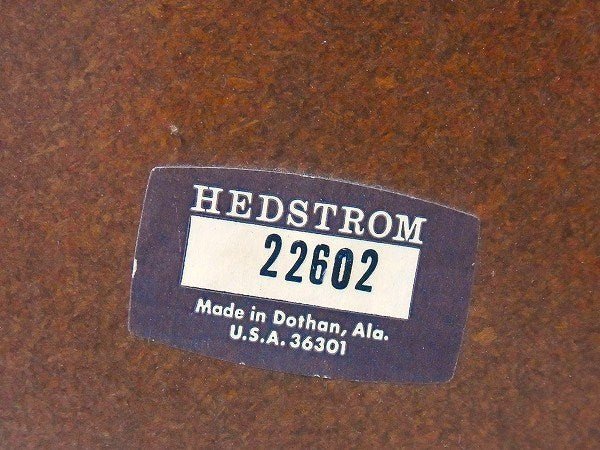 HEDSTROM
22602
Made in Dothan, Ala.
U.S.A. 36301